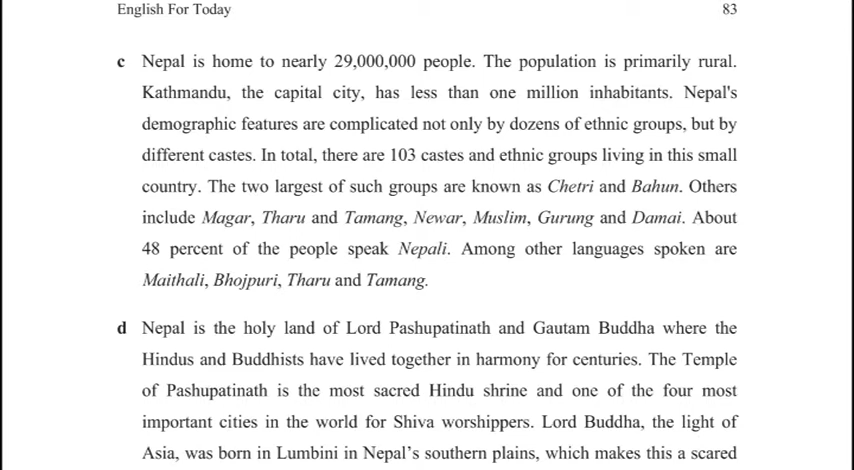 English For Today 83
c Nepal is home to nearly 29,000,000 people. The population is primarily rural.
Kathmandu, the capital city, has less than one million inhabitants. Nepal's
demographic features are complicated not only by dozens of ethnic groups, but by
different castes. In total, there are 103 castes and ethnic groups living in this small
country. The two largest of such groups are known as Chetri and Bahun. Others
include Magar, Tharu and Tamang, Newar, Muslim, Gurung and Damai. About
48 percent of the people speak Nepali. Among other languages spoken are
Maithali, Bhojpuri, Tharu and Tamang.
d Nepal is the holy land of Lord Pashupatinath and Gautam Buddha where the
Hindus and Buddhists have lived together in harmony for centuries. The Temple
of Pashupatinath is the most sacred Hindu shrine and one of the four most
important cities in the world for Shiva worshippers. Lord Buddha, the light of
Asia, was born in Lumbini in Nepal’s southern plains, which makes this a scared